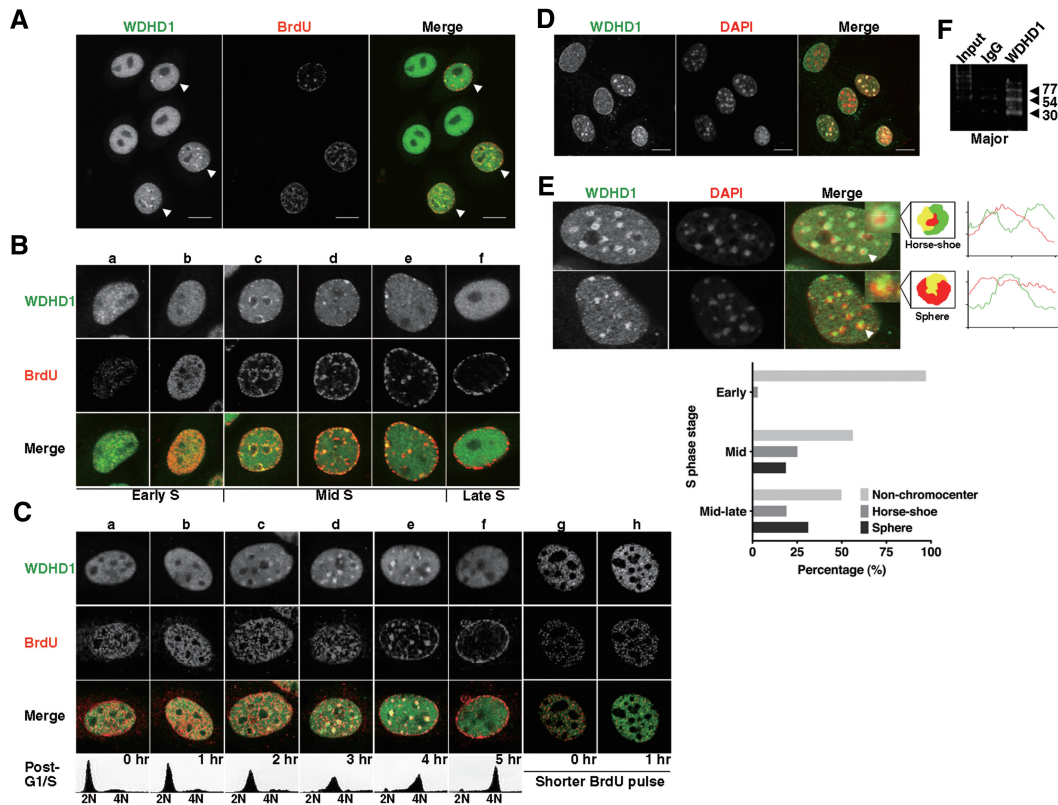 A
WDHD1 BrdU Merge
B
a b c d e f
WDHD1
BrdU
Merge
Early S Mid S Late S
C
a b c d e f g h
WDHD1
BrdU
Merge
Post-G1/S
0 hr 1 hr 2 hr 3 hr 4 hr 5 hr 0 hr 1 hr
2N 4N 2N 4N 2N 4N 2N 4N 2N 4N 2N 4N
Shorter BrdU pulse
D
WDHD1 DAPI Merge
F
Input IgG WDHD1
77
54
30
Major
E
WDHD1 DAPI Merge
Horse-shoe
Sphere
S phase stage
Early
Mid
Mid-late
Non-chromocenter
Horse-shoe
Sphere
0 25 50 75 100
Percentage (%)